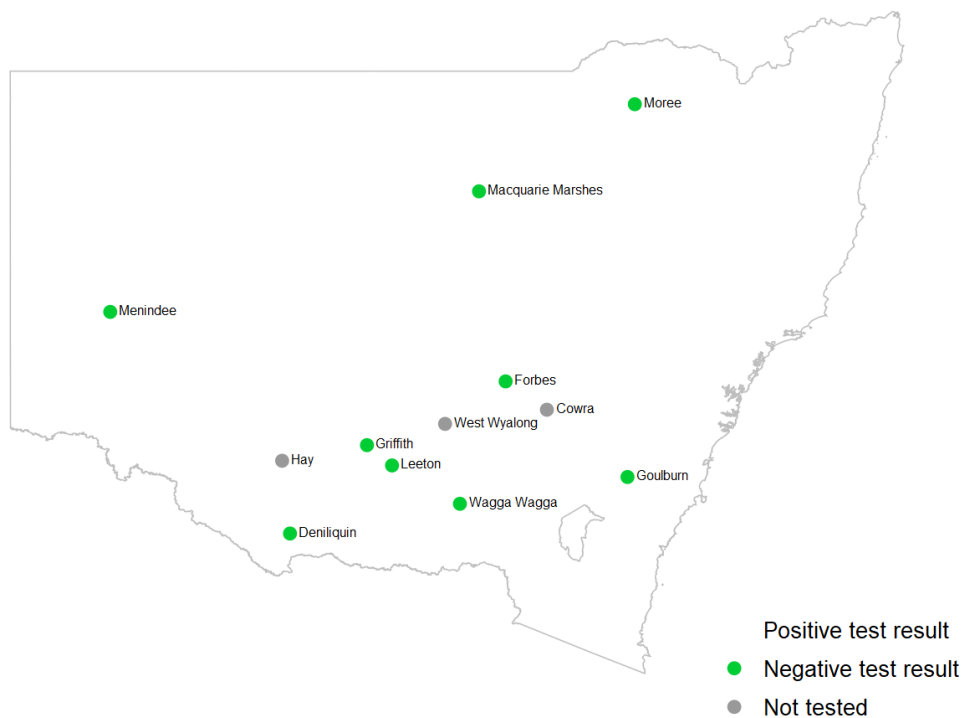 Moree
Macquarie Marshes
Menindee
Forbes
Cowra
West Wyalong
Griffith
Hay
Leeton
Goulburn
Wagga Wagga
Deniliquin
Positive test result
Negative test result
Not tested